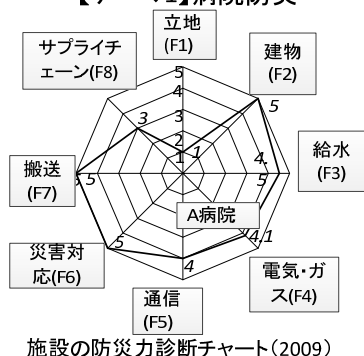 立地
(F1)
サプライチ
ェーン(F8)
建物
(F2)
5
4
3
2
1
1
3
5
4.
5
給水
(F3)
搬送
(F7)
5
A病院
4.1
5
4
災害対
応(F6)
通信
(F5)
電気・ガ
ス(F4)
施設の防災力診断チャート(2009)